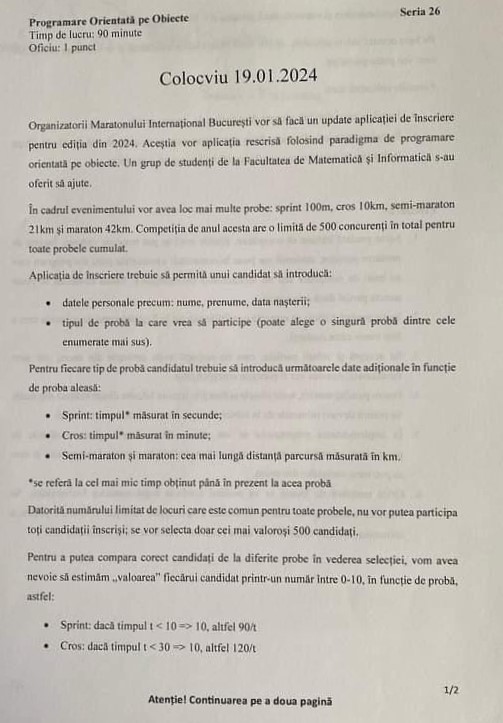 Programare Orientată pe Obiecte
Seria 26
Timp de lucru: 90 minute
Oficiu: 1 punct
Colocviu 19.01.2024
Organizatorii Maratonului Internațional București vor să facă un update aplicației de înscriere
pentru ediția din 2024. Aceștia vor aplicația rescrisă folosind paradigma de programare
orientată pe obiecte. Un grup de studenți de la Facultatea de Matematică și Informatică s-au
oferit să ajute.
În cadrul evenimentului vor avea loc mai multe probe: sprint 100m, cros 10km, semi-maraton
21km și maraton 42km. Competiția de anul acesta are o limită de 500 concurenți în total pentru
toate probele cumulat.
Aplicația de înscriere trebuie să permită unui candidat să introducă:
• datele personale precum: nume, prenume, data nașterii;
• tipul de probă la care vrea să participe (poate alege o singură probă dintre cele
enumerate mai sus).
Pentru fiecare tip de probă candidatul trebuie să introducă următoarele date adiționale în funcție
de proba aleasă:
• Sprint: timpul* măsurat în secunde;
• Cros: timpul* măsurat în minute;
• Semi-maraton și maraton: cea mai lungă distanță parcursă măsurată în km.
*se referă la cel mai mic timp obținut până în prezent la acea probă
Datorită numărului limitat de locuri care este comun pentru toate probele, nu vor putea participa
toți candidații înscriși; se vor selecta doar cei mai valoroși 500 candidați.
Pentru a putea compara corect candidați de la diferite probe în vederea selecției, vom avea
nevoie să estimăm „valoarea” fiecărui candidat printr-un număr între 0-10, în funcție de probă,
astfel:
• Sprint: dacă timpul t < 10 => 10, altfel 90/t
• Cros: dacă timpul t < 30 => 10, altfel 120/t
1/2
Atenție! Continuarea pe a doua pagină